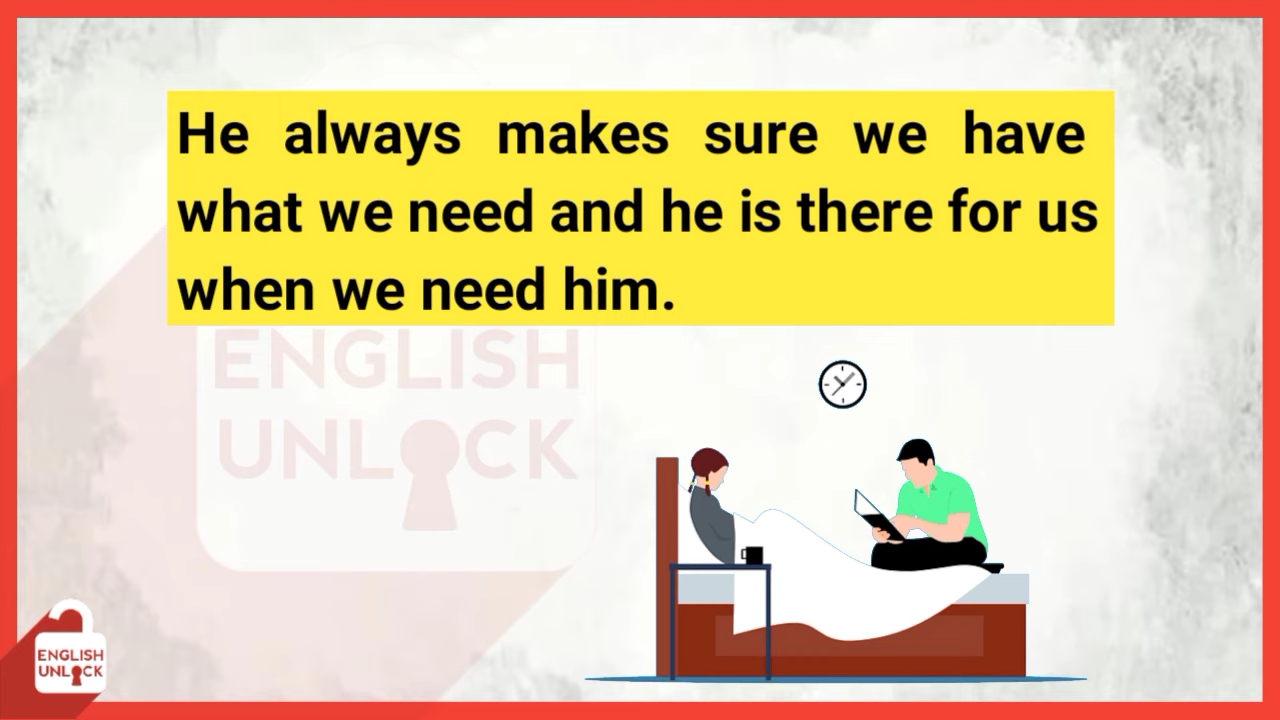 He always makes sure we have
what we need and he is there for us
when we need him.
ENGLISH
UNLOCK
ENGLISH
UNLOCK